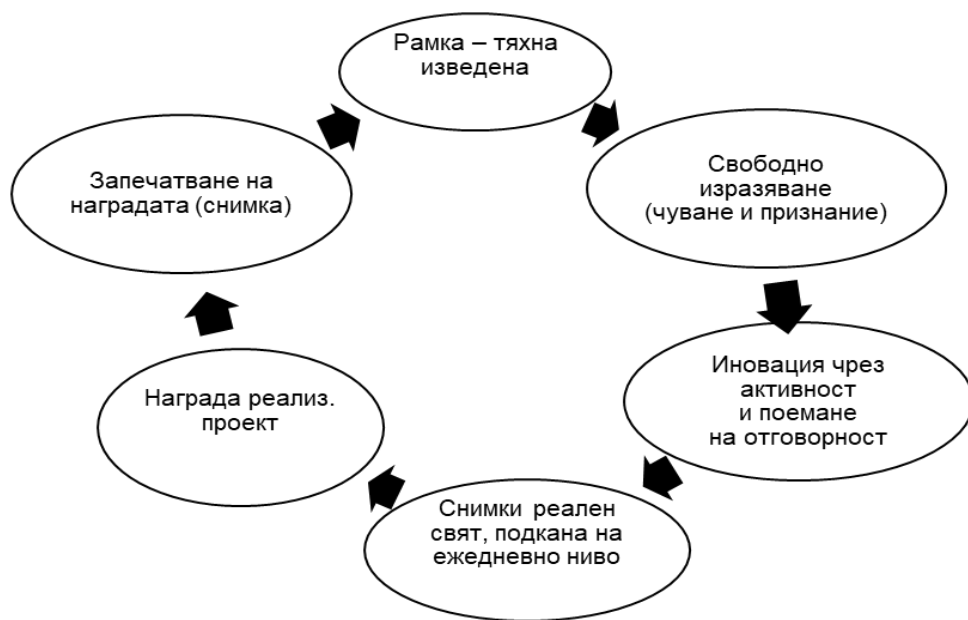 Рамка – тяхна
изведена
Свободно
изразяване
(чуване и признание)
Иновация чрез
активност
и поемане
на отговорност
Снимки реален
свят, подкана на
ежедневно ниво
Награда реализ.
проект
Запечатване на
наградата (снимка)